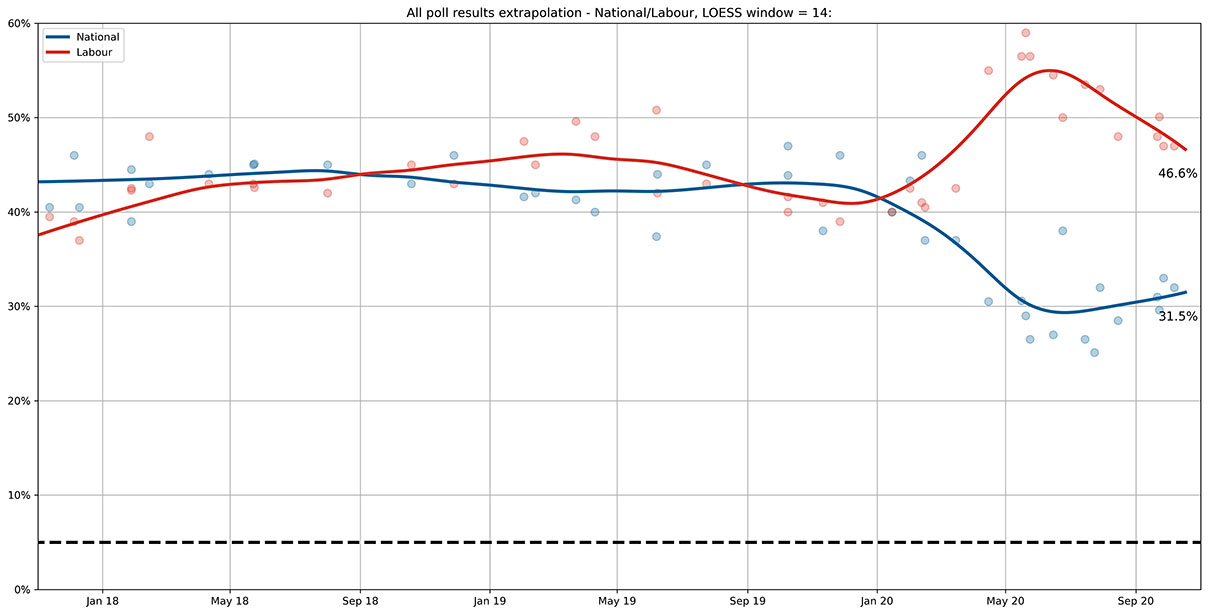 All poll results extrapolation - National/Labour, LOESS window = 14:
National
Labour
60%
50%
40%
30%
20%
10%
0%
46.6%
31.5%
Jan 18
May 18
Sep 18
Jan 19
May 19
Sep 19
Jan 20
May 20
Sep 20